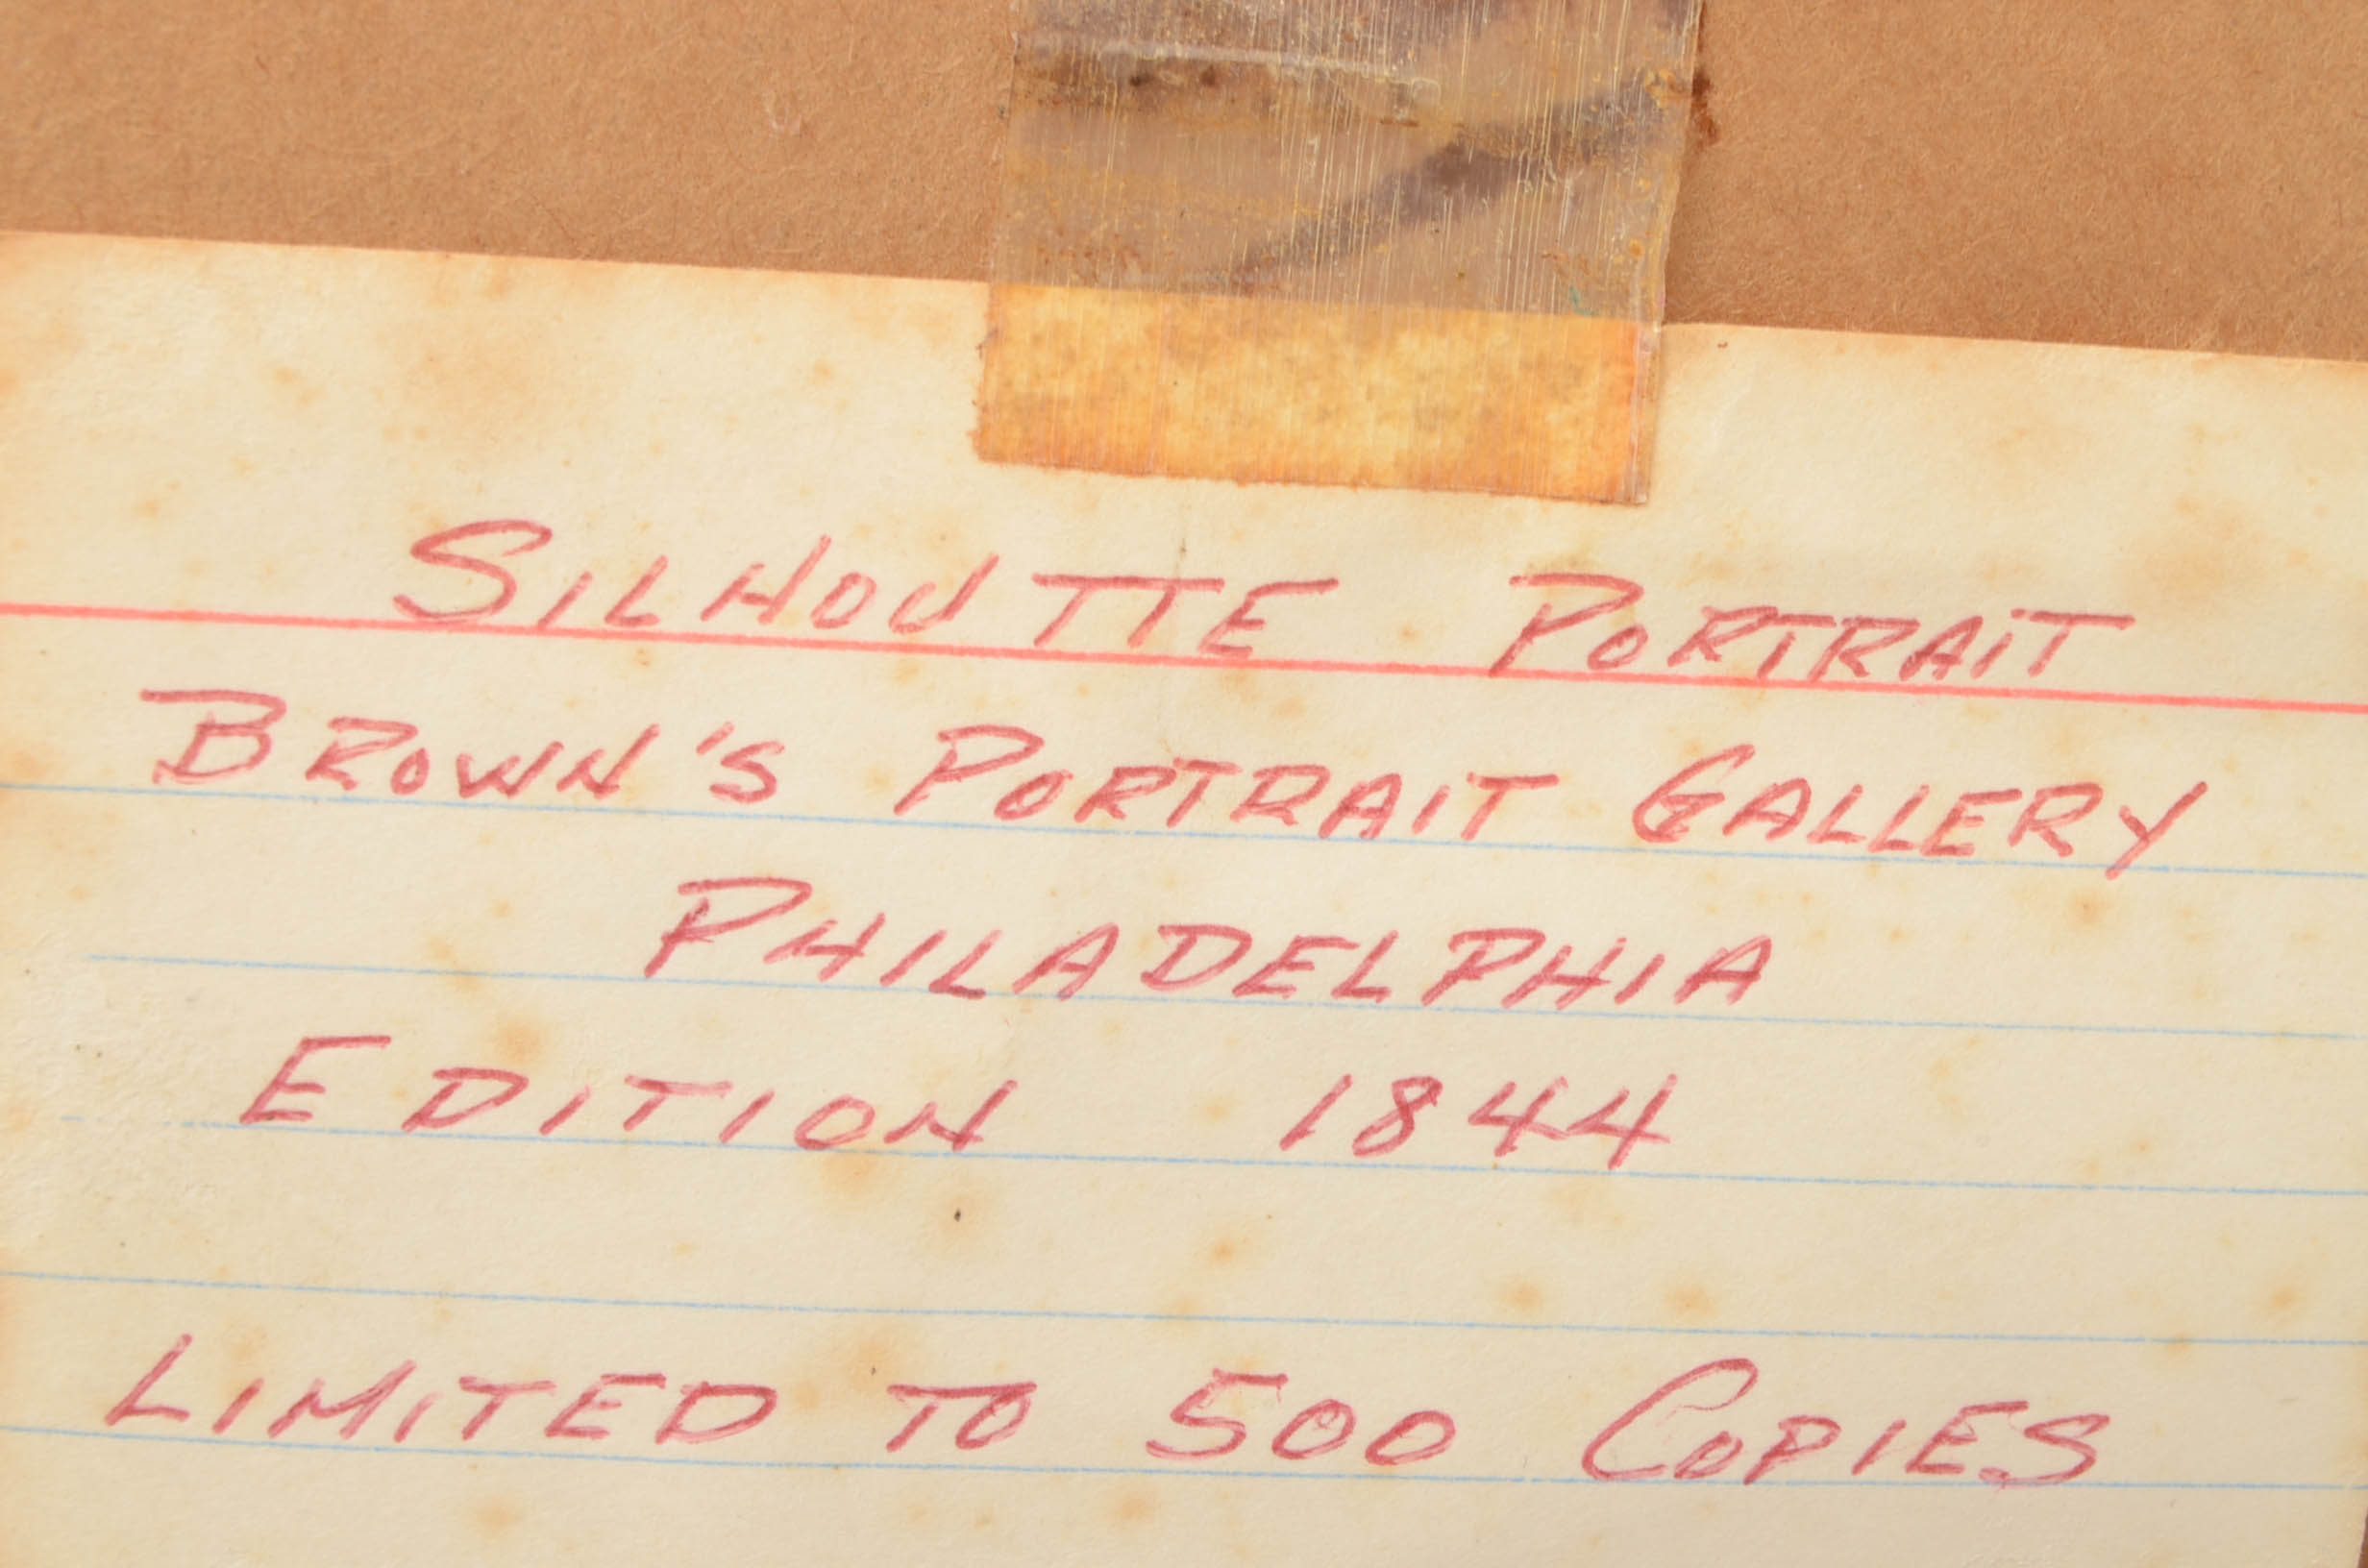 SILHOUTTE PORTRAIT
BROWN'S PORTRAIT GALLERY
PHILADELPHIA
EDITION 1844
LIMITED TO 500 COPIES